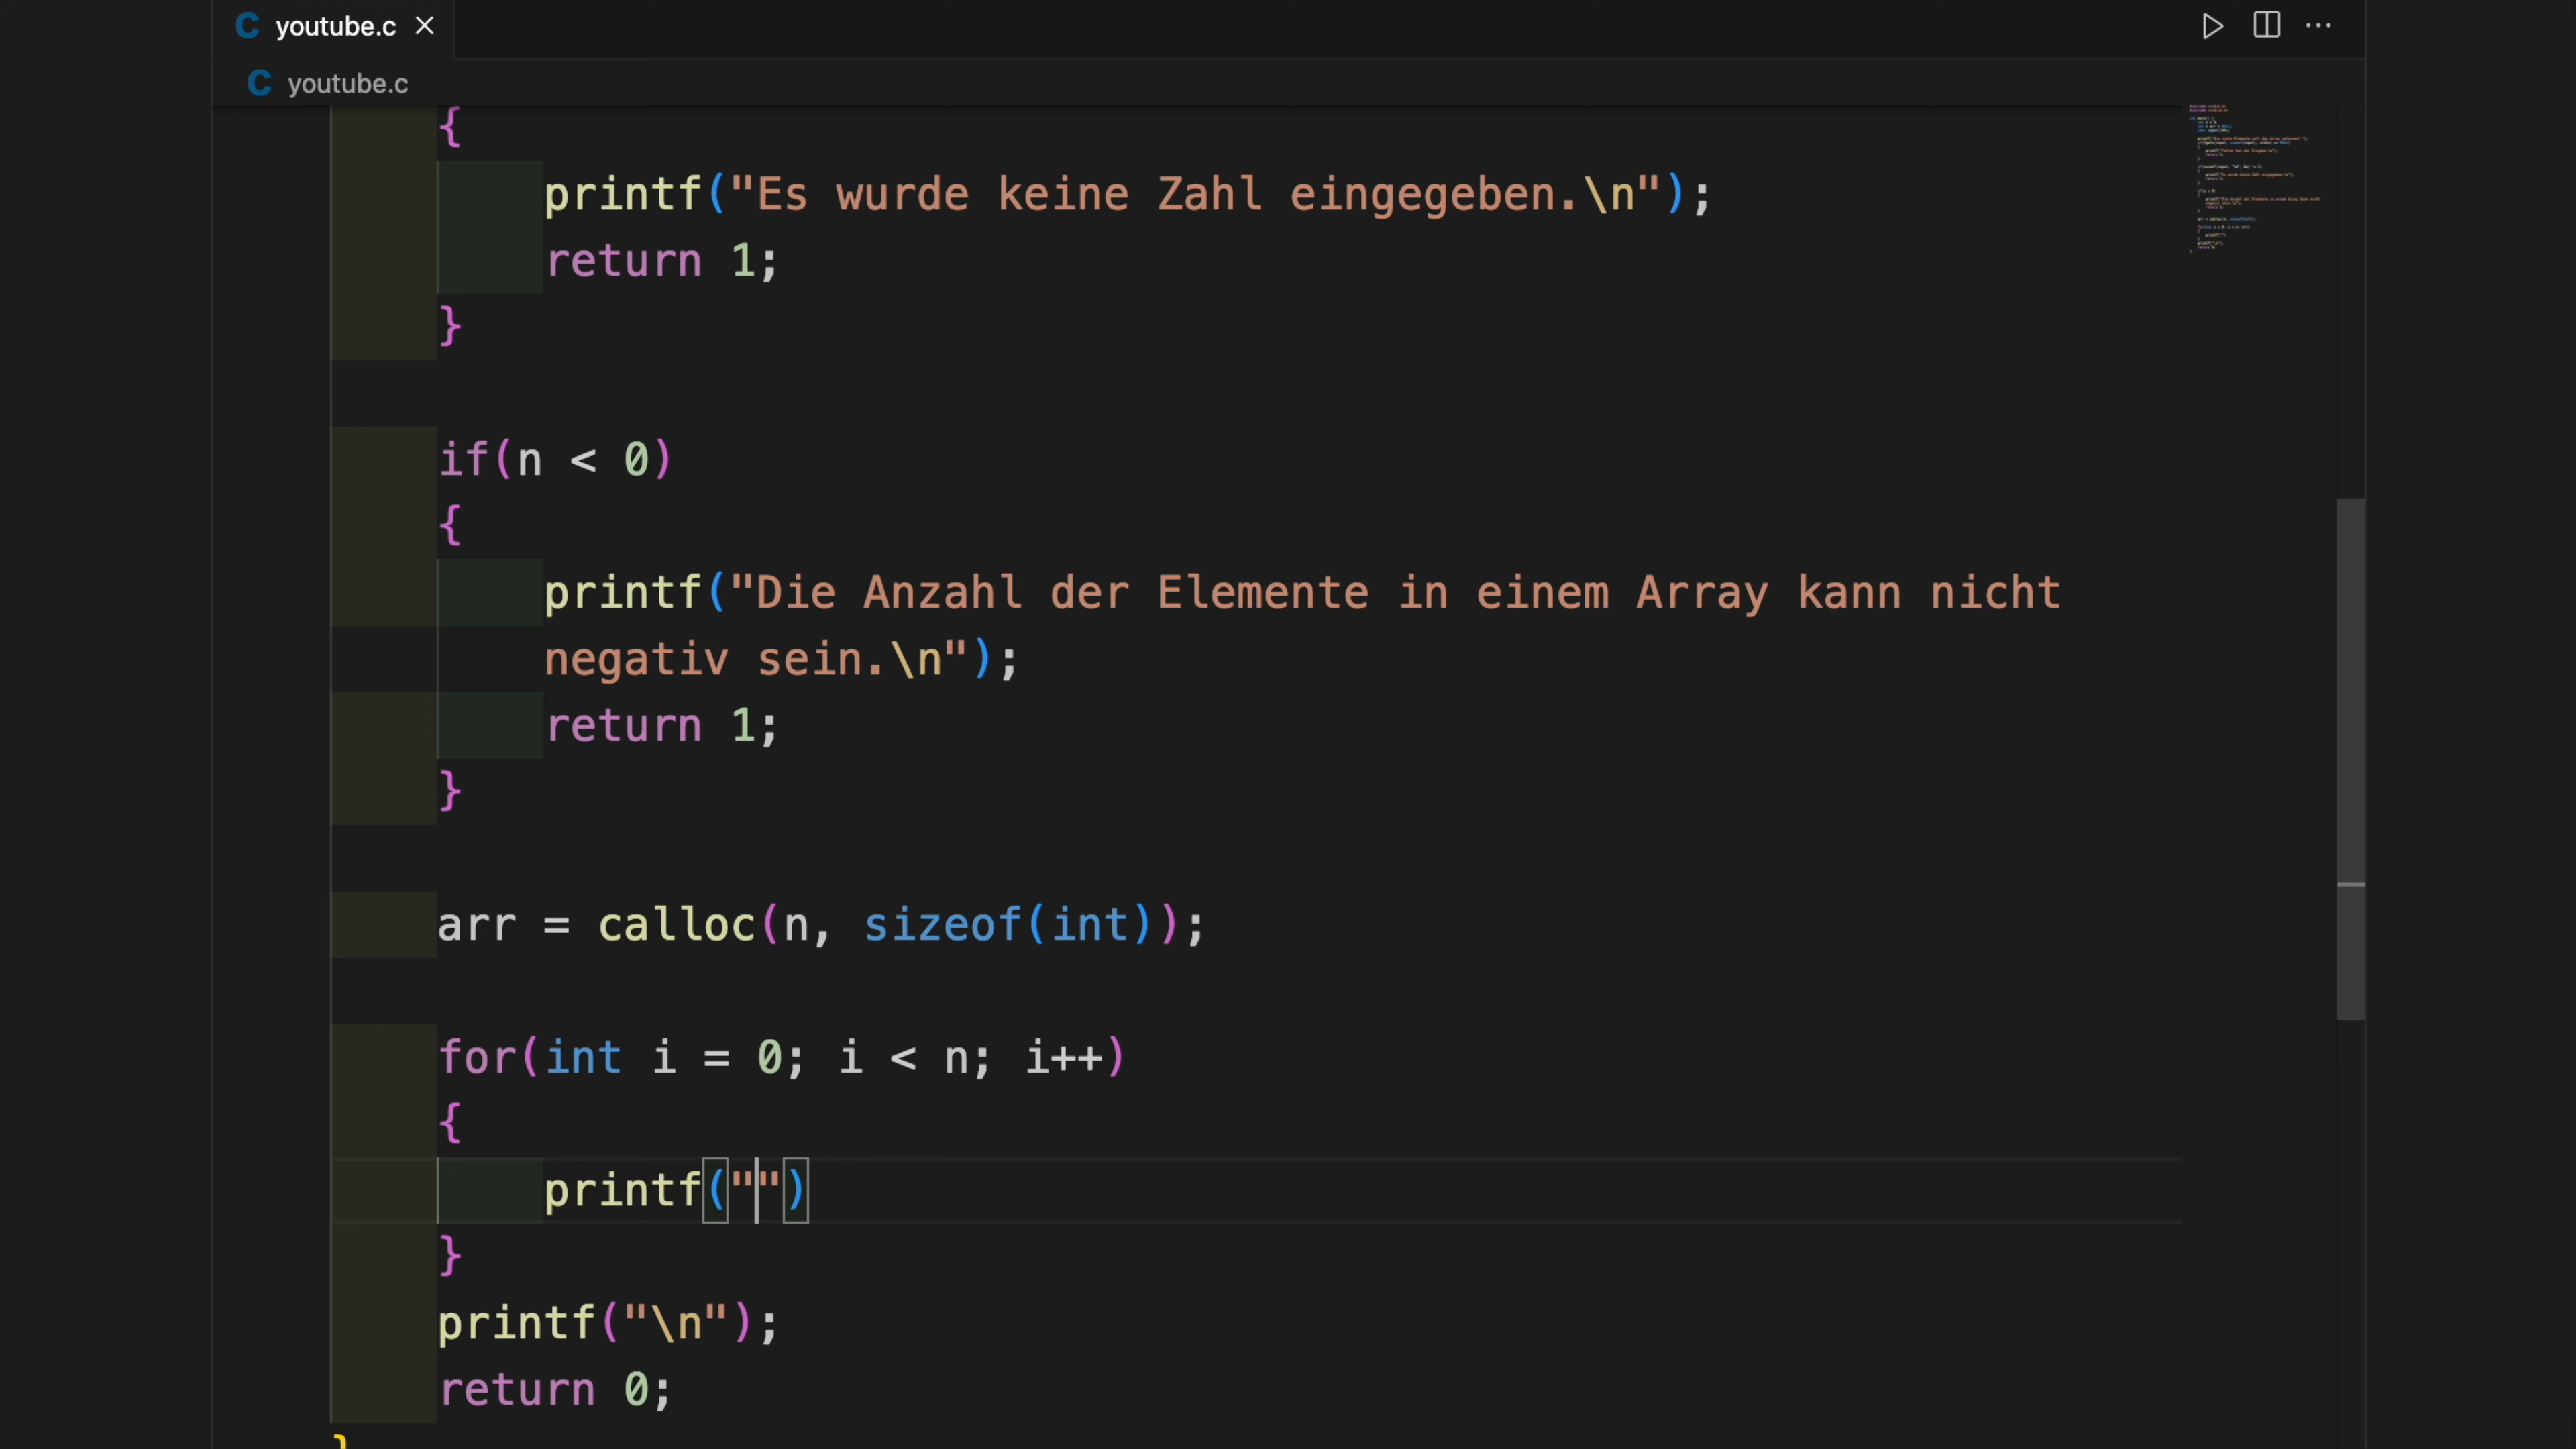 youtube.c
youtube.c
{
printf("Es wurde keine Zahl eingegeben.\n");
return 1;
}
if(n < 0)
{
printf("Die Anzahl der Elemente in einem Array kann nicht
negativ sein.\n");
return 1;
}
arr = calloc(n, sizeof(int));
for(int i = 0; i < n; i++)
{
printf("")
}
printf("\n");
return 0;
}